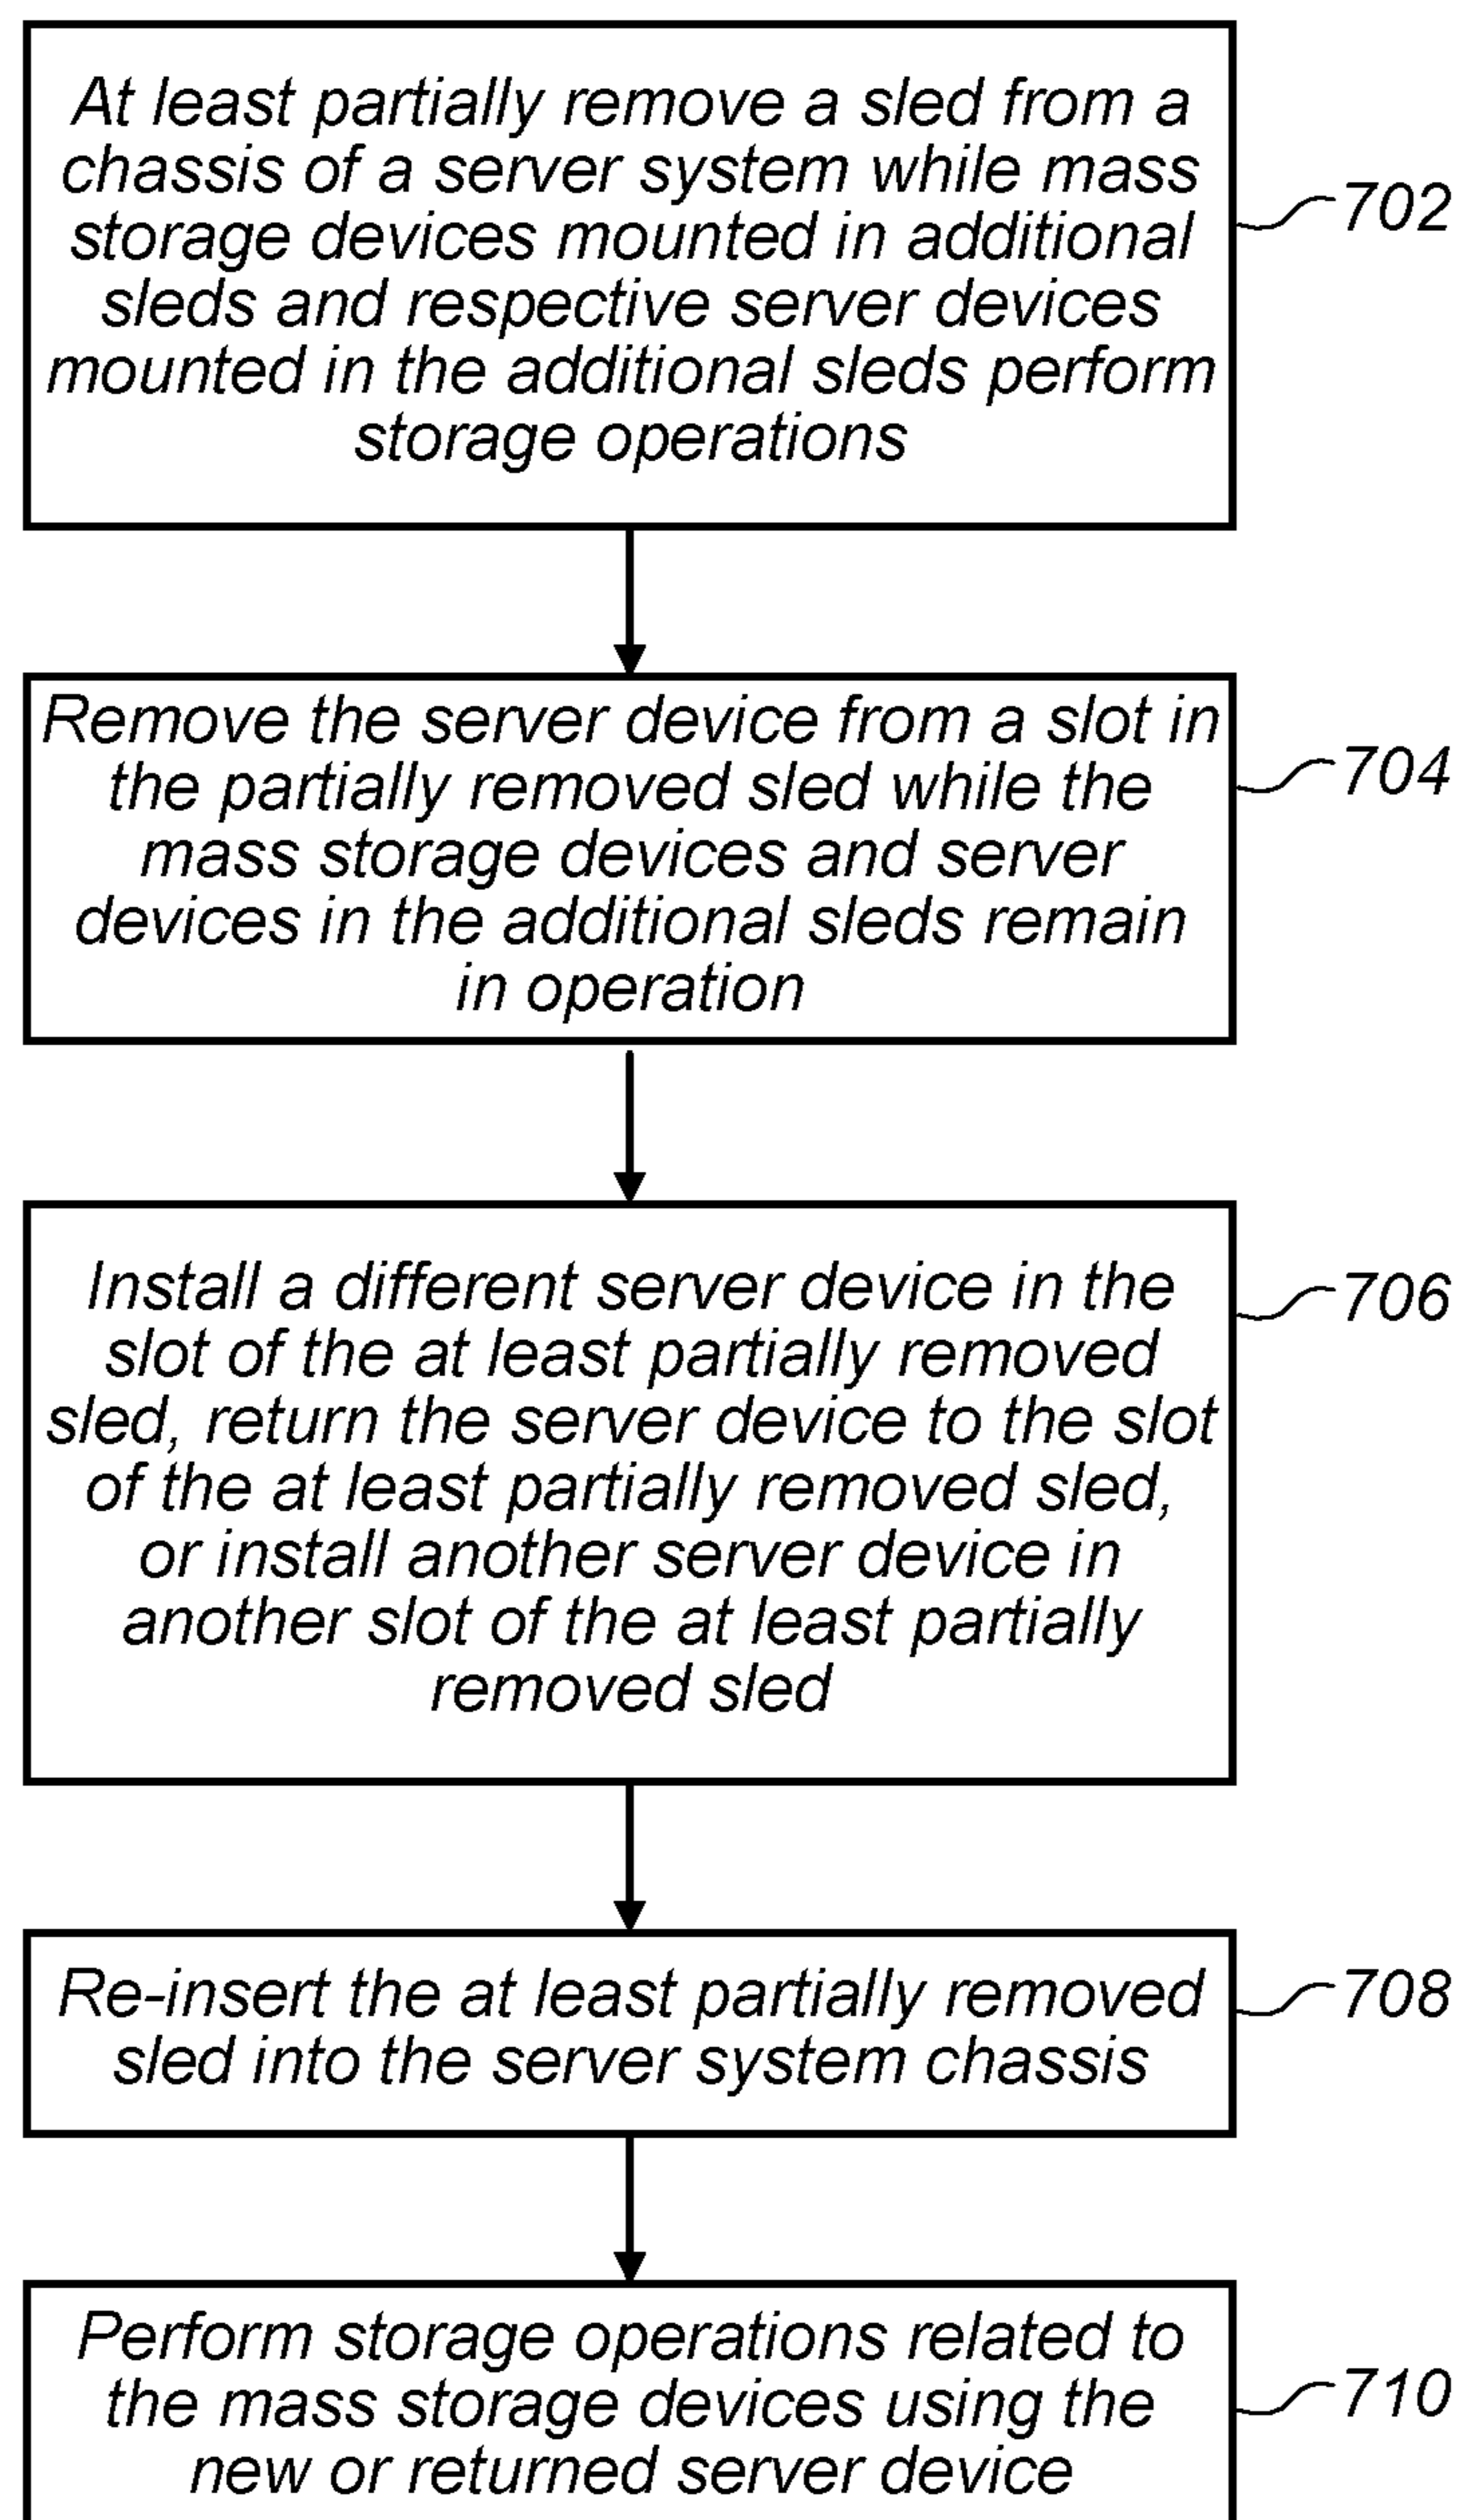 At least partially remove a sled from a
chassis of a server system while mass
storage devices mounted in additional
sleds and respective server devices
mounted in the additional sleds perform
storage operations
702
Remove the server device from a slot in
the partially removed sled while the
mass storage devices and server
devices in the additional sleds remain
in operation
704
Install a different server device in the
slot of the at least partially removed
sled, return the server device to the slot
of the at least partially removed sled,
or install another server device in
another slot of the at least partially
removed sled
706
Re-insert the at least partially removed
sled into the server system chassis
708
Perform storage operations related to
the mass storage devices using the
new or returned server device
710